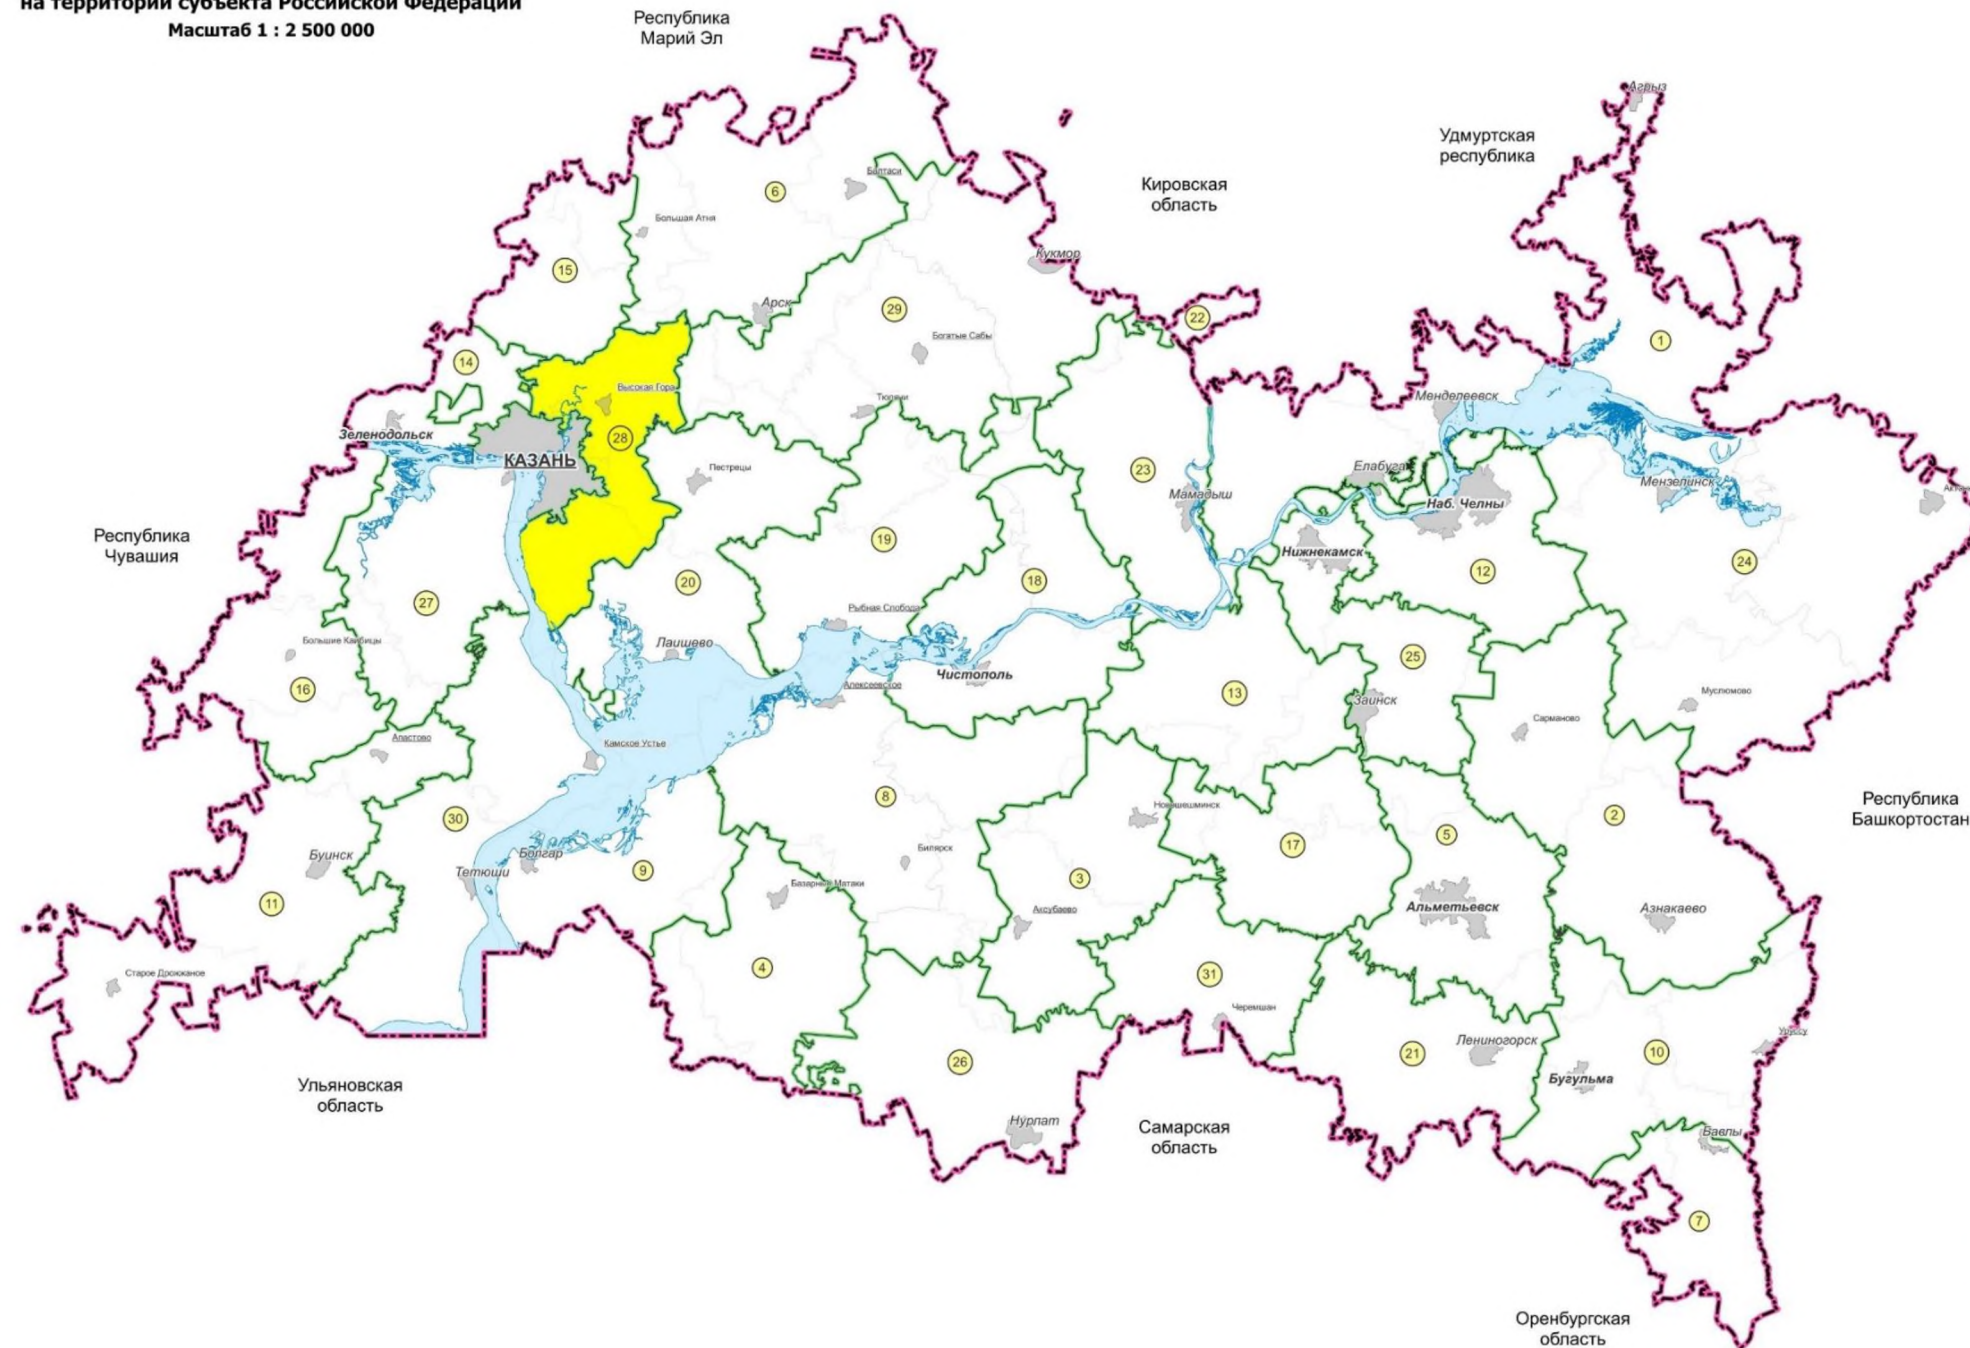 на территории субъекта Российской Федерации
Масштаб 1 : 2 500 000
Республика
Марий Эл
Агрыз
Удмуртская
республика
Кировская
область
Балтаси
6
Большая Атня
Кукмор
15
Арск
29
22
Богатые Сабы
1
14
Высокая Гора
Тюлячи
Менделеевск
Зеленодольск
28
КАЗАНЬ
Пестрецы
23
Елабуга
Мамадыш
Мензелинск
Наб. Челны
Республика
Чувашия
19
Нижнекамск
24
20
18
12
27
Рыбная Слобода
Большие Кайбицы
Лаишево
25
Чистополь
16
Алексеевское
13
Муслюмово
Заинск
Сарманово
Апастово
Камское Устье
8
Новошешминск
Республика
Башкортостан
30
2
5
17
Билярск
Буинск
Болгар
Тетюши
9
3
Базарные Матаки
11
Аксубаево
Альметьевск
Азнакаево
4
31
Старое Дрожжаное
Черемшан
Уруссу
Лениногорск
21
10
26
Бугульма
Ульяновская
область
Нурлат
Самарская
область
Бавлы
7
Оренбургская
область